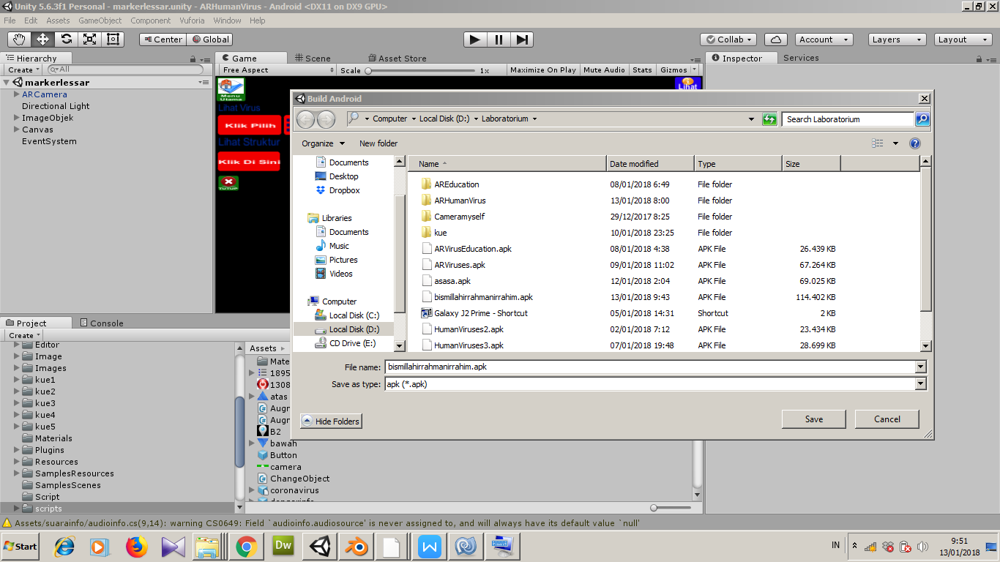 Unity 5.6.3f1 Personal - markerlessar.unity - ARHumanVirus - Android <DX11 on DX9 GPU>
File Edit Assets GameObject Component Vuforia Window Help
Center Global Collab Account Layers Layout
Hierarchy
Create All
markerlessar
ARCamera
Directional Light
ImageObjek
Canvas
EventSystem
Game Scene Asset Store
Free Aspect Scale 1x Maximize On Play Mute Audio Stats Gizmos
Menu
Utama
Lihat
Lihat Virus
Klik Pilih
Lihat Struktur
Klik Di Sini
TUTUP
Inspector Services
Build Android
Computer Local Disk (D:) Laboratorium Search Laboratorium
Organize New folder
Documents
Desktop
Dropbox
Libraries
Documents
Music
Pictures
Videos
Computer
Local Disk (C:)
Local Disk (D:)
CD Drive (E:)
Name Date modified Type Size
AREducation 08/01/2018 6:49 File folder
ARHumanVirus 13/01/2018 8:00 File folder
Cameramyself 29/12/2017 8:25 File folder
kue 10/01/2018 23:25 File folder
ARVirusEducation.apk 08/01/2018 4:38 APK File 26.439 KB
ARViruses.apk 09/01/2018 11:02 APK File 67.264 KB
asasa.apk 12/01/2018 2:04 APK File 69.025 KB
bismillahirrahmanirrahim.apk 13/01/2018 9:43 APK File 114.402 KB
Galaxy J2 Prime - Shortcut 05/01/2018 14:31 Shortcut 2 KB
HumanViruses2.apk 02/01/2018 7:12 APK File 23.434 KB
HumanViruses3.apk 07/01/2018 19:48 APK File 28.699 KB
File name: bismillahirrahmanirrahim.apk
Save as type: apk (*.apk)
Hide Folders Save Cancel
Project Console
Create
Editor
Image
Images
kue1
kue2
kue3
kue4
kue5
Materials
Plugins
Resources
SamplesResources
SamplesScenes
Script
scripts
Assets
Mate
1895
1308
atas
Augr
Augr
B2
bawah
Button
camera
ChangeObject
coronavirus
Assets/suarainfo/audioinfo.cs(9,14): warning CS0649: Field `audioinfo.audiosource' is never assigned to, and will always have its default value `null'
Start Dw W IN 9:51
13/01/2018